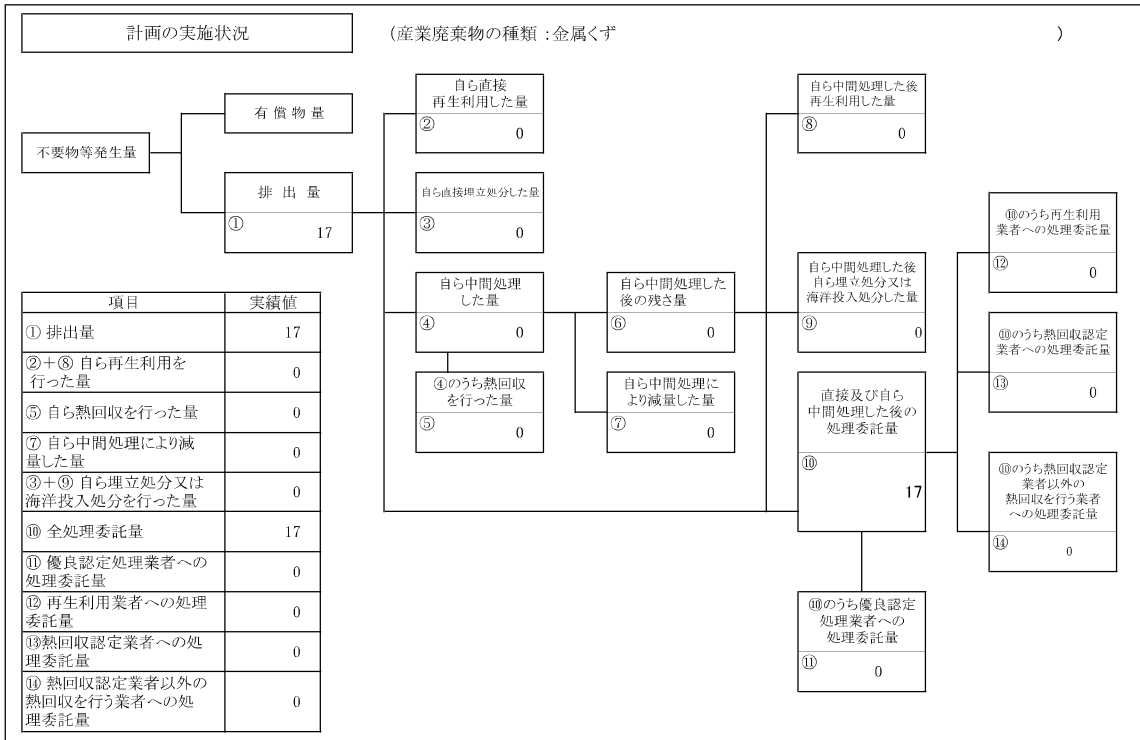 計画の実施状況
(産業廃棄物の種類：金属くず )
不要物等発生量
有 償 物 量
排 出 量
①
17
自ら直接
再生利用した量
②
0
自ら直接埋立処分した量
③
0
自ら中間処理
した量
④
0
④のうち熱回収
を行った量
⑤
0
自ら中間処理した
後の残さ量
⑥
0
自ら中間処理に
より減量した量
⑦
0
自ら中間処理した後
再生利用した量
⑧
0
自ら中間処理した後
自ら埋立処分又は
海洋投入処分した量
⑨
0
直接及び自ら
中間処理した後の
処理委託量
⑩
17
⑩のうち優良認定
処理業者への
処理委託量
⑪
0
⑩のうち再生利用
業者への処理委託量
⑫
0
⑩のうち熱回収認定
業者への処理委託量
⑬
0
⑩のうち熱回収認定
業者以外の
熱回収を行う業者
への処理委託量
⑭
0
項目 実績値
① 排出量 17
②＋⑧ 自ら再生利用を
行った量 0
⑤ 自ら熱回収を行った量 0
⑦ 自ら中間処理により減
量した量 0
③＋⑨ 自ら埋立処分又は
海洋投入処分を行った量 0
⑩ 全処理委託量 17
⑪ 優良認定処理業者への
処理委託量 0
⑫ 再生利用業者への処理
委託量 0
⑬熱回収認定業者への処
理委託量 0
⑭ 熱回収認定業者以外の
熱回収を行う業者への処
理委託量 0